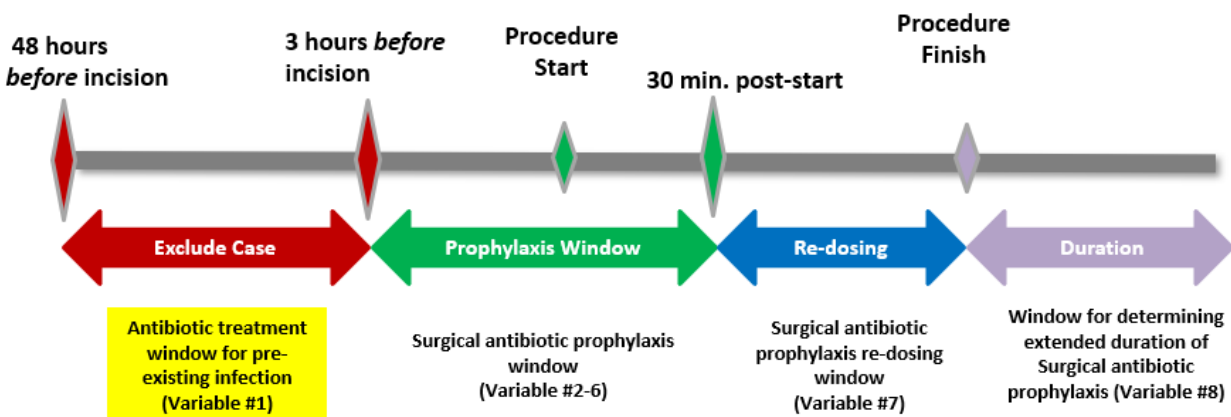 48 hours
before incision
3 hours before
incision
Procedure
Start
30 min. post-start
Procedure
Finish
Exclude Case
Prophylaxis Window
Re-dosing
Duration
Antibiotic treatment
window for pre-
existing infection
(Variable #1)
Surgical antibiotic prophylaxis
window
(Variable #2-6)
Surgical antibiotic
prophylaxis re-dosing
window
(Variable #7)
Window for determining
extended duration of
Surgical antibiotic
prophylaxis (Variable #8)